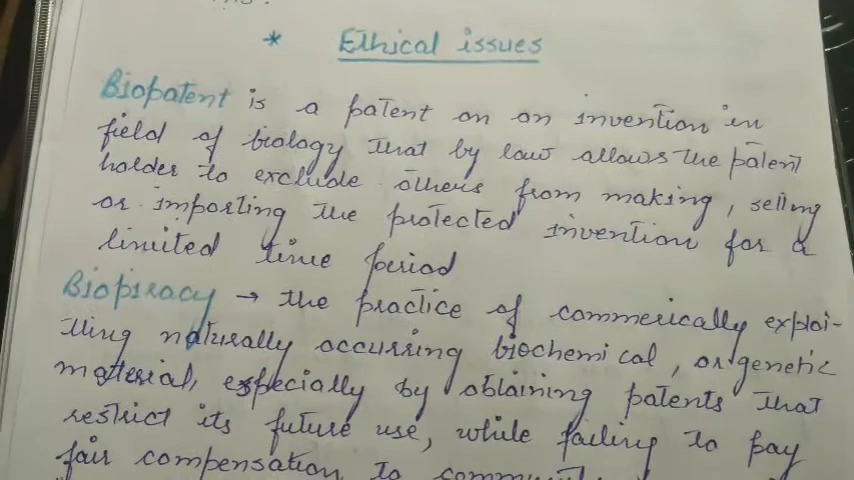 * Ethical issues
Biopatent is a patent on an invention in
field of biology that by law allows the patent
holder to exclude others from making, selling
or importing the protected invention for a
limited time period
Biopiracy → the practice of commerically exploi-
ting naturally occurring biochemical, or genetic
material, especially by obtaining patents that
restrict its future use, while failing to pay
fair compensation to